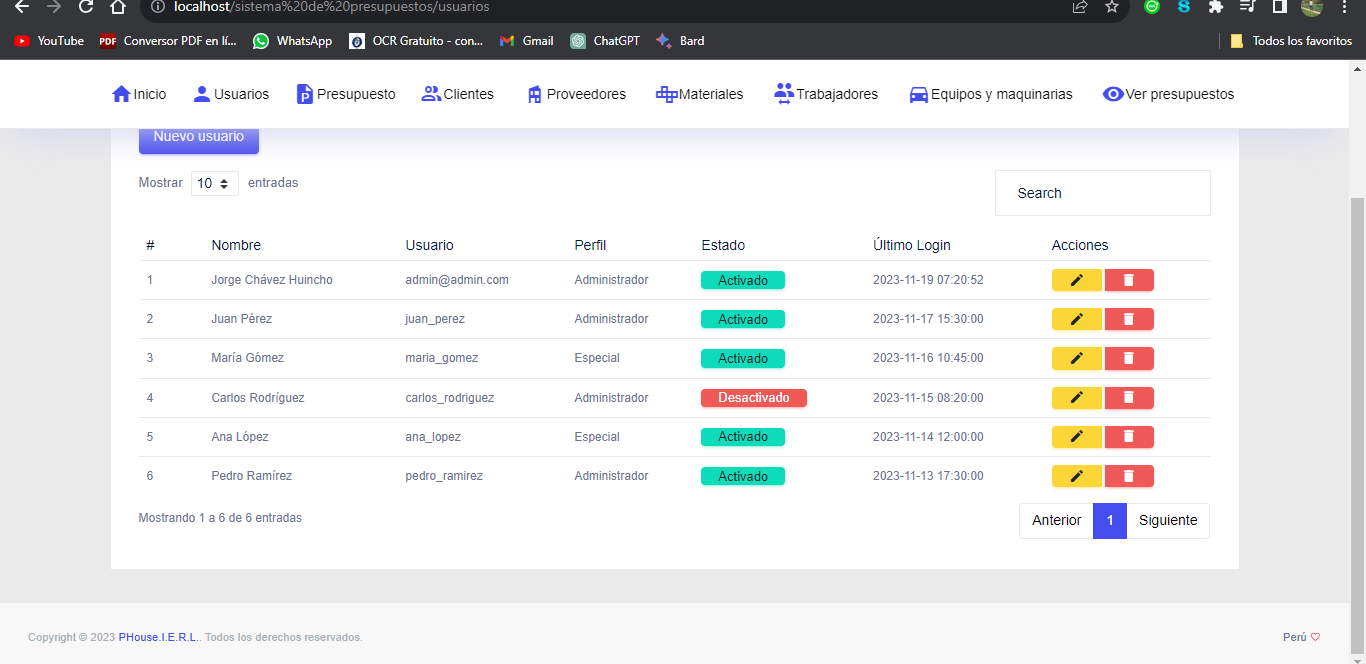 localhost/sistema%20de%20presupuestos/usuarios
YouTube PDF Conversor PDF en lí... WhatsApp OCR Gratuito - con... Gmail ChatGPT Bard Todos los favoritos
Inicio Usuarios Presupuesto Clientes Proveedores Materiales Trabajadores Equipos y maquinarias Ver presupuestos
Nuevo usuario
Mostrar 10 entradas Search
# Nombre Usuario Perfil Estado Último Login Acciones
1 Jorge Chávez Huincho admin@admin.com Administrador Activado 2023-11-19 07:20:52
2 Juan Pérez juan_perez Administrador Activado 2023-11-17 15:30:00
3 María Gómez maria_gomez Especial Activado 2023-11-16 10:45:00
4 Carlos Rodríguez carlos_rodriguez Administrador Desactivado 2023-11-15 08:20:00
5 Ana López ana_lopez Especial Activado 2023-11-14 12:00:00
6 Pedro Ramírez pedro_ramirez Administrador Activado 2023-11-13 17:30:00
Mostrando 1 a 6 de 6 entradas Anterior 1 Siguiente
Copyright © 2023 PHouse.I.E.R.L.. Todos los derechos reservados. Perú